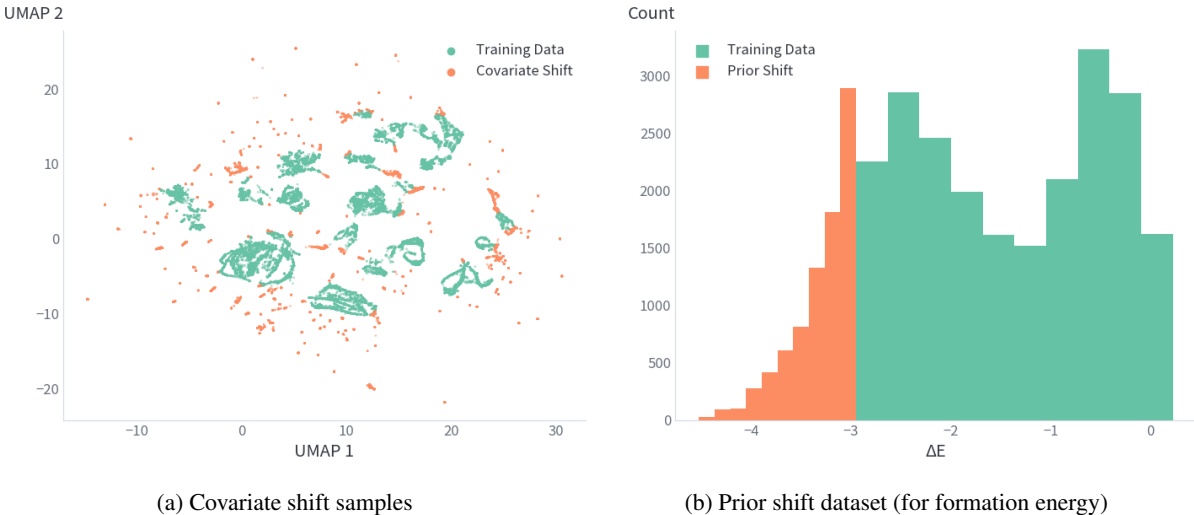 UMAP 2
Training Data
Covariate Shift
20
10
0
−10
−20
−10
0
10
20
30
UMAP 1
(a) Covariate shift samples
Count
Training Data
Prior Shift
3000
2500
2000
1500
1000
500
0
−4
−3
−2
−1
0
ΔE
(b) Prior shift dataset (for formation energy)